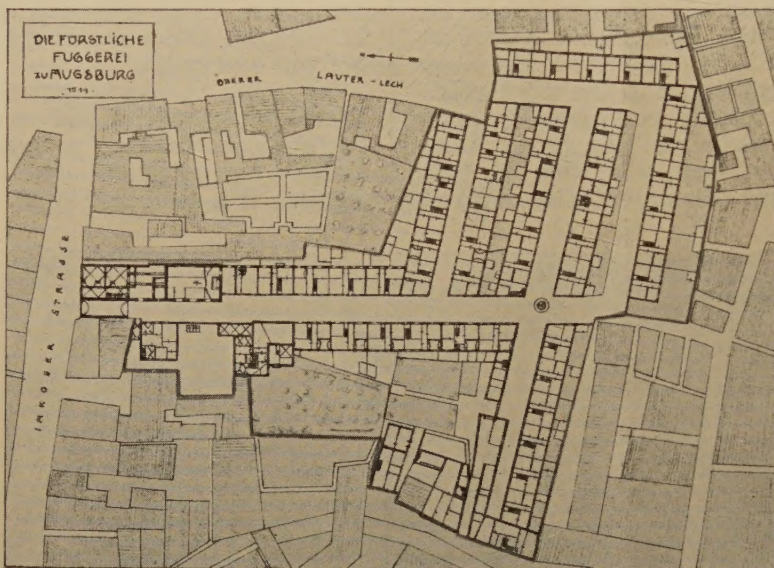 DIE FÜRSTLICHE
FUGGEREI
ZU AUGSBURG
OBERER LAUTER-LECH
JAKOBER STRASSE